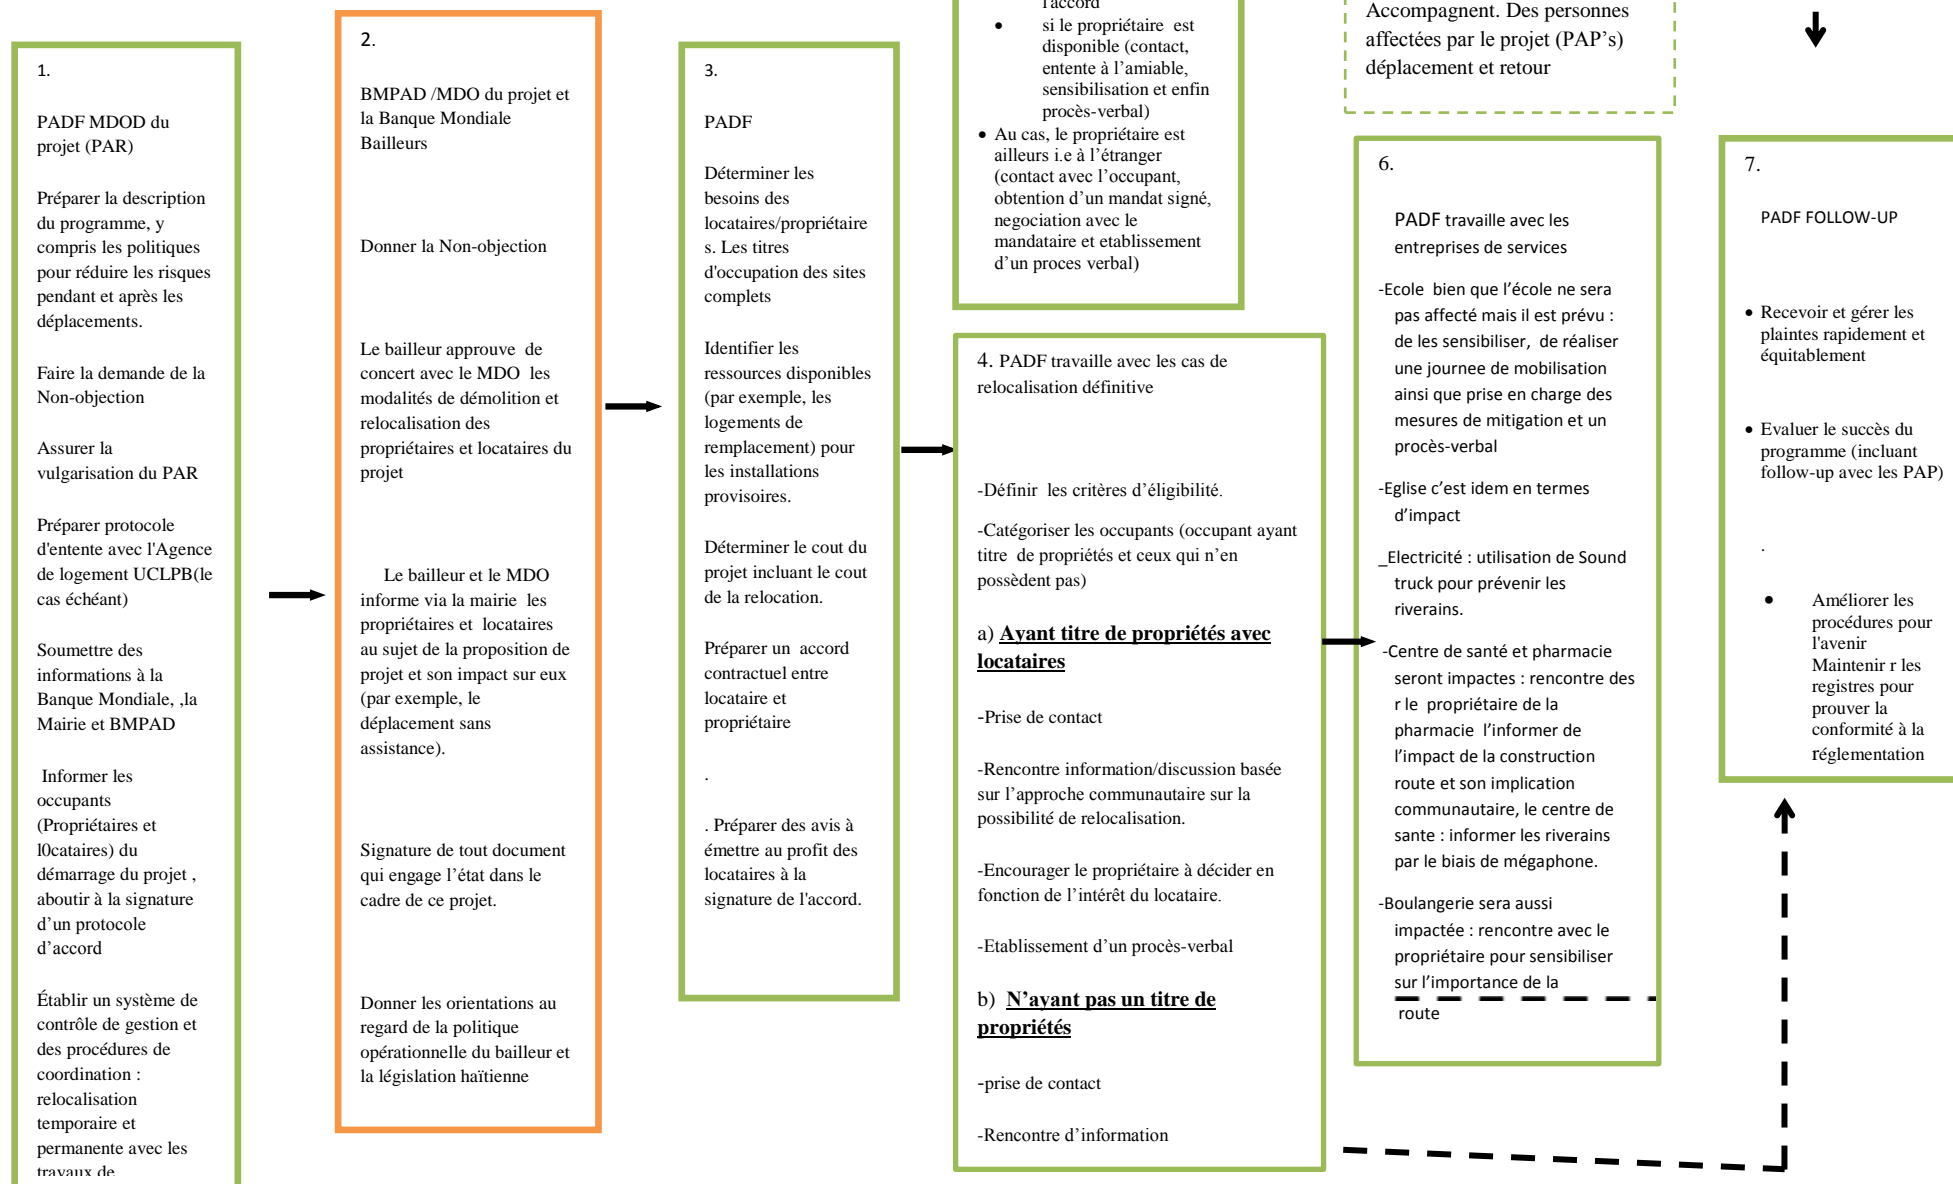 1.
PADF MDOD du
projet (PAR)
Préparer la description
du programme, y
compris les politiques
pour réduire les risques
pendant et après les
déplacements.
Faire la demande de la
Non-objection
Assurer la
vulgarisation du PAR
Préparer protocole
d'entente avec l'Agence
de logement UCLPB(le
cas échéant)
Soumettre des
informations à la
Banque Mondiale, ,la
Mairie et BMPAD
Informer les
occupants
(Propriétaires et
l0cataires) du
démarrage du projet ,
aboutir à la signature
d’un protocole
d’accord
Établir un système de
contrôle de gestion et
des procédures de
coordination :
relocalisation
temporaire et
permanente avec les
travaux de
2.
BMPAD /MDO du projet et
la Banque Mondiale
Bailleurs
Donner la Non-objection
Le bailleur approuve de
concert avec le MDO les
modalités de démolition et
relocalisation des
propriétaires et locataires du
projet
Le bailleur et le MDO
informe via la mairie les
propriétaires et locataires
au sujet de la proposition de
projet et son impact sur eux
(par exemple, le
déplacement sans
assistance).
Signature de tout document
qui engage l’état dans le
cadre de ce projet.
Donner les orientations au
regard de la politique
opérationnelle du bailleur et
la législation haïtienne
3.
PADF
Déterminer les
besoins des
locataires/propriétaire
s. Les titres
d'occupation des sites
complets
Identifier les
ressources disponibles
(par exemple, les
logements de
remplacement) pour
les installations
provisoires.
Déterminer le cout du
projet incluant le cout
de la relocation.
Préparer un accord
contractuel entre
locataire et
propriétaire
.
. Préparer des avis à
émettre au profit des
locataires à la
signature de l'accord.
l'accord
• si le propriétaire est
disponible (contact,
entente à l’amiable,
sensibilisation et enfin
procès-verbal)
• Au cas, le propriétaire est
ailleurs i.e à l’étranger
(contact avec l’occupant,
obtention d’un mandat signé,
negociation avec le
mandataire et etablissement
d’un proces verbal)
4. PADF travaille avec les cas de
relocalisation définitive
-Définir les critères d’éligibilité.
-Catégoriser les occupants (occupant ayant
titre de propriétés et ceux qui n’en
possèdent pas)
a) Ayant titre de propriétés avec
locataires
-Prise de contact
-Rencontre information/discussion basée
sur l’approche communautaire sur la
possibilité de relocalisation.
-Encourager le propriétaire à décider en
fonction de l’intérêt du locataire.
-Etablissement d’un procès-verbal
b) N’ayant pas un titre de
propriétés
-prise de contact
-Rencontre d’information
Accompagnent. Des personnes
affectées par le projet (PAP’s)
déplacement et retour
6.
PADF travaille avec les
entreprises de services
-Ecole bien que l’école ne sera
pas affecté mais il est prévu :
de les sensibiliser, de réaliser
une journee de mobilisation
ainsi que prise en charge des
mesures de mitigation et un
procès-verbal
-Eglise c’est idem en termes
d’impact
_Electricité : utilisation de Sound
truck pour prévenir les
riverains.
-Centre de santé et pharmacie
seront impactes : rencontre des
r le propriétaire de la
pharmacie l’informer de
l’impact de la construction
route et son implication
communautaire, le centre de
sante : informer les riverains
par le biais de mégaphone.
-Boulangerie sera aussi
impactée : rencontre avec le
propriétaire pour sensibiliser
sur l’importance de la
route
7.
PADF FOLLOW-UP
• Recevoir et gérer les
plaintes rapidement et
équitablement
• Evaluer le succès du
programme (incluant
follow-up avec les PAP)
.
• Améliorer les
procédures pour
l'avenir
Maintenir r les
registres pour
prouver la
conformité à la
réglementation